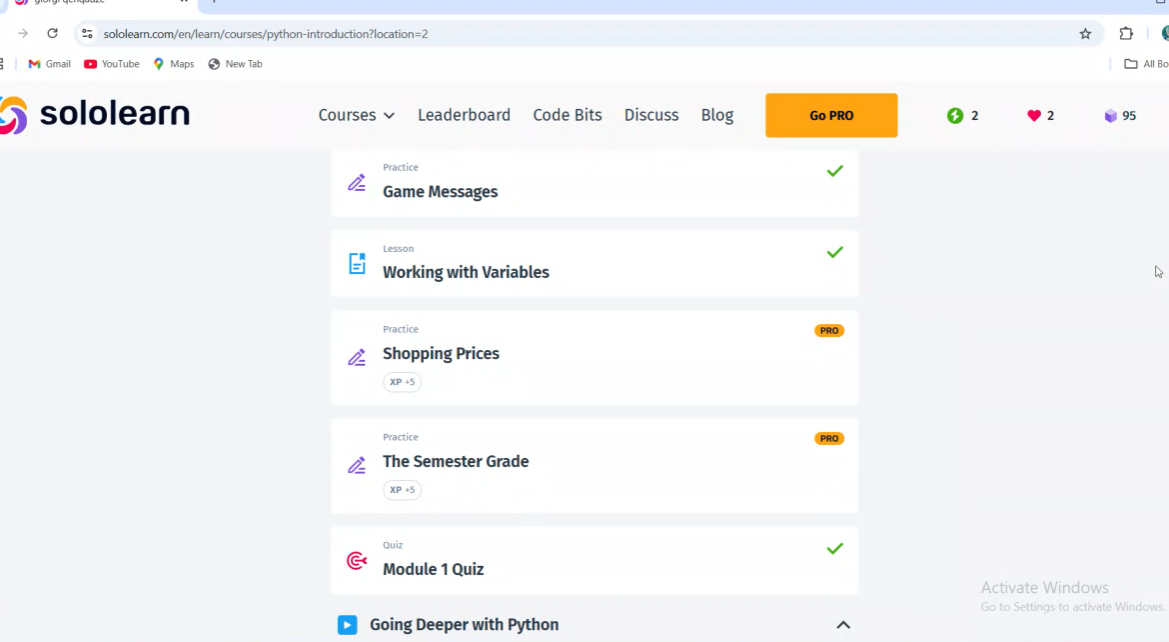 sololearn.com/en/learn/courses/python-introduction?location=2
Gmail YouTube Maps New Tab All Bo
sololearn Courses Leaderboard Code Bits Discuss Blog Go PRO 2 2 95
Practice
Game Messages
Lesson
Working with Variables
Practice PRO
Shopping Prices
XP +5
Practice PRO
The Semester Grade
XP +5
Quiz
Module 1 Quiz
Activate Windows
Go to Settings to activate Windows.
Going Deeper with Python